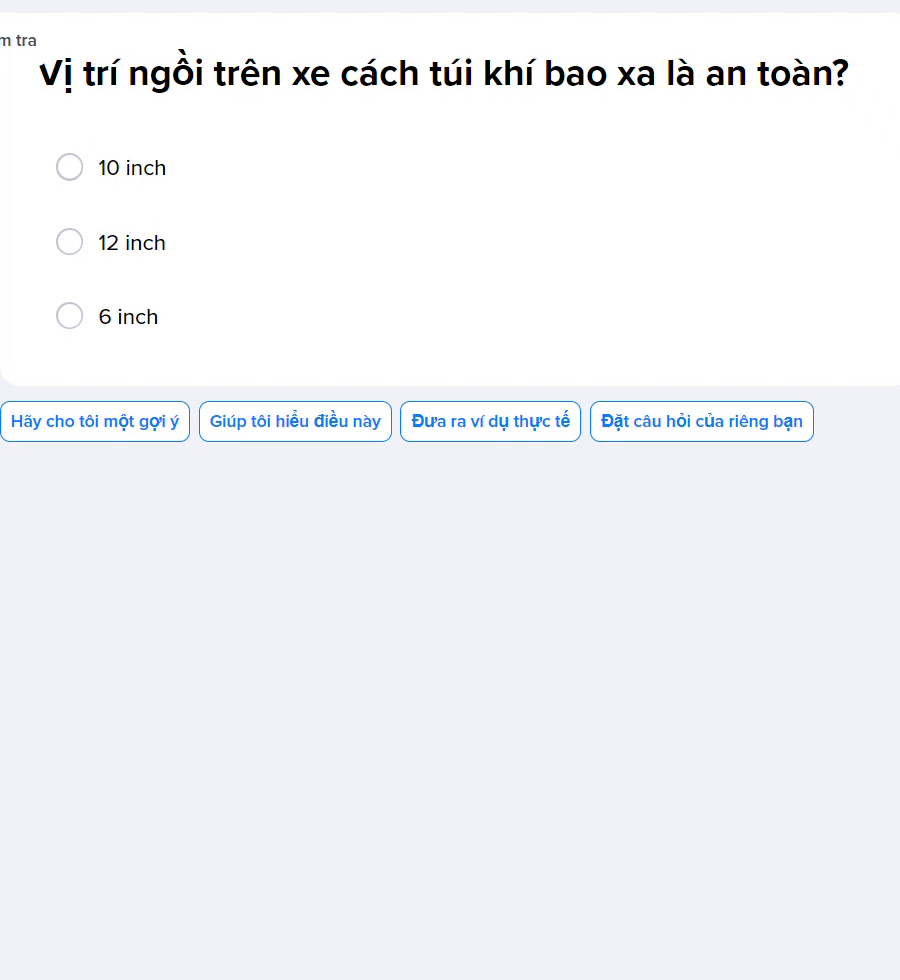 m tra
Vị trí ngồi trên xe cách túi khí bao xa là an toàn?
10 inch
12 inch
6 inch
Hãy cho tôi một gợi ý
Giúp tôi hiểu điều này
Đưa ra ví dụ thực tế
Đặt câu hỏi của riêng bạn